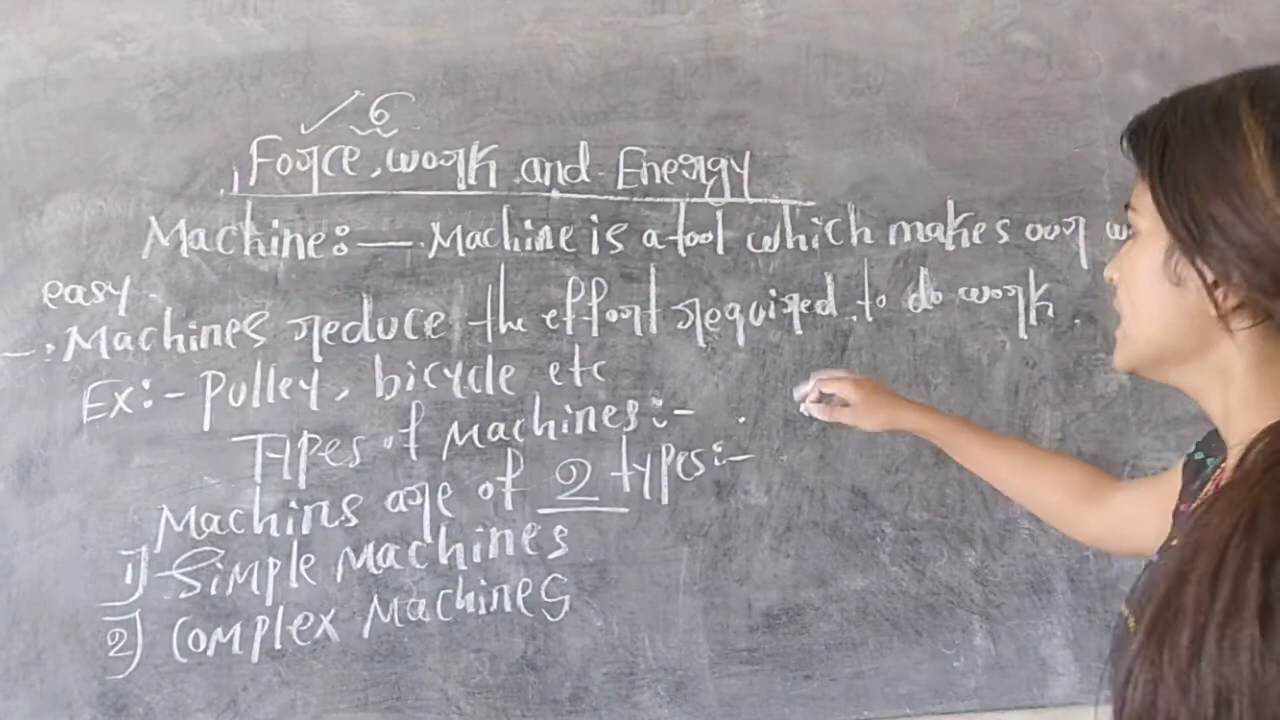 6
Force, work and Energy
Machine:— Machine is a tool which makes our
easy
—: Machines reduce the effort required to do work.
Ex:- Pulley, bicycle etc
Types of Machines:-
Machins are of 2 types:-
1) Simple Machines
2) Complex Machines